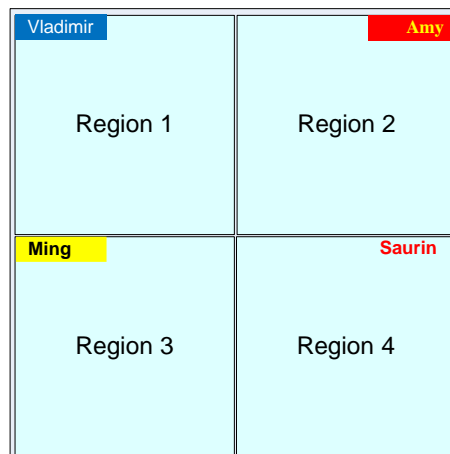 Vladimir
Amy
Region 1
Region 2
Ming
Saurin
Region 3
Region 4